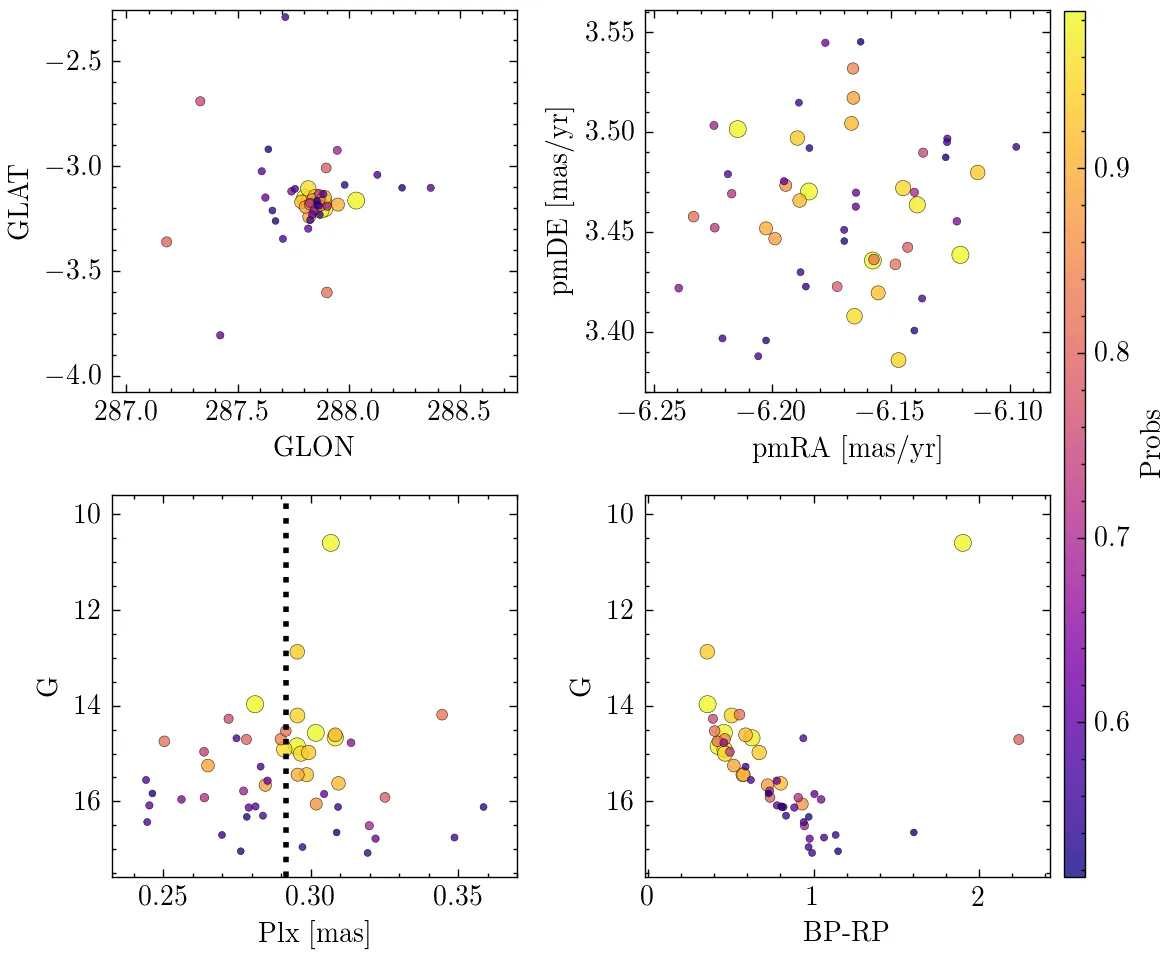 −2.5
−3.0
−3.5
−4.0
GLAT
287.0 287.5 288.0 288.5
GLON
3.55
3.50
3.45
3.40
pmDE [mas/yr]
−6.25 −6.20 −6.15 −6.10
pmRA [mas/yr]
10
12
14
16
G
0.25 0.30 0.35
Plx [mas]
10
12
14
16
G
0 1 2
BP-RP
0.9
0.8
0.7
0.6
Probs